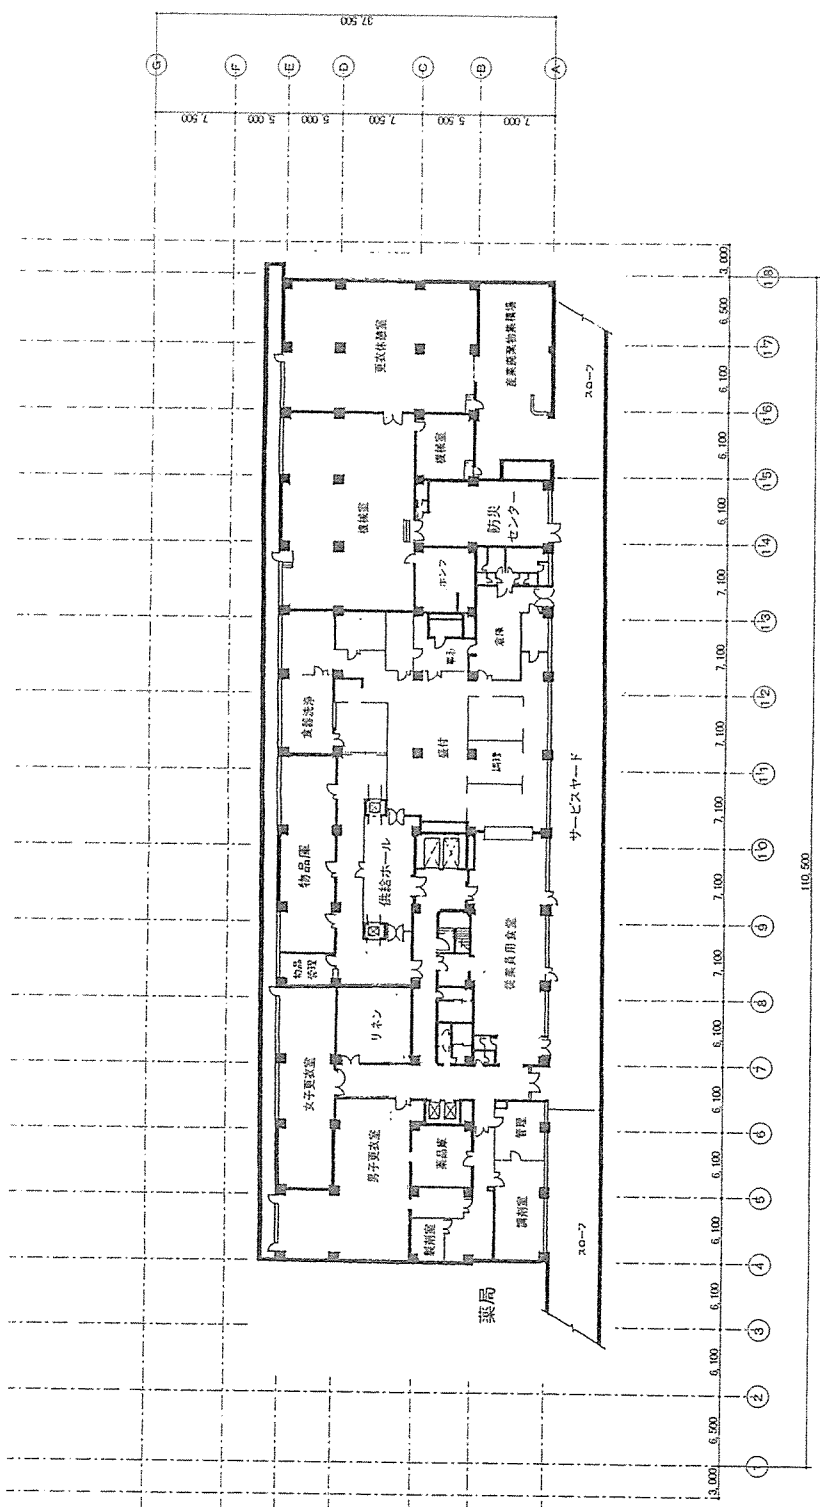 37,500
G
F
E
D
C
B
A
7,500
5,000
5,000
7,500
5,500
7,000
更衣休憩室
産業廃棄物集積場
スロープ
機械室
機械室
防災
センター
ポンプ
食器洗浄
倉庫
盛付
調理
サービスヤード
物品庫
供給ホール
物品
管理
従業員用食堂
リネン
女子更衣室
男子更衣室
薬品庫
管理
製剤室
調剤室
スロープ
薬局
3,000
6,500
6,100
6,100
6,100
7,100
7,100
7,100
7,100
7,100
7,100
6,100
6,100
6,100
6,100
6,100
6,100
6,500
3,000
18
17
16
15
14
13
12
11
10
9
8
7
6
5
4
3
2
1
110,500